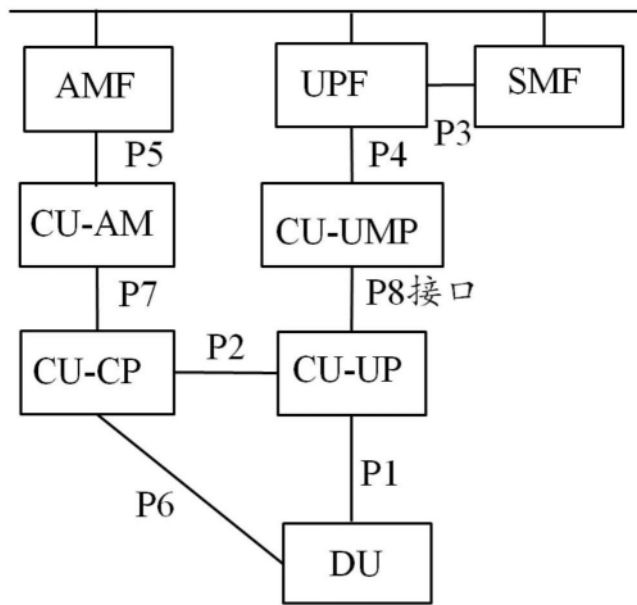 AMF
UPF
SMF
P3
P5
P4
CU-AM
CU-UMP
P7
P8接口
P2
CU-CP
CU-UP
P1
P6
DU